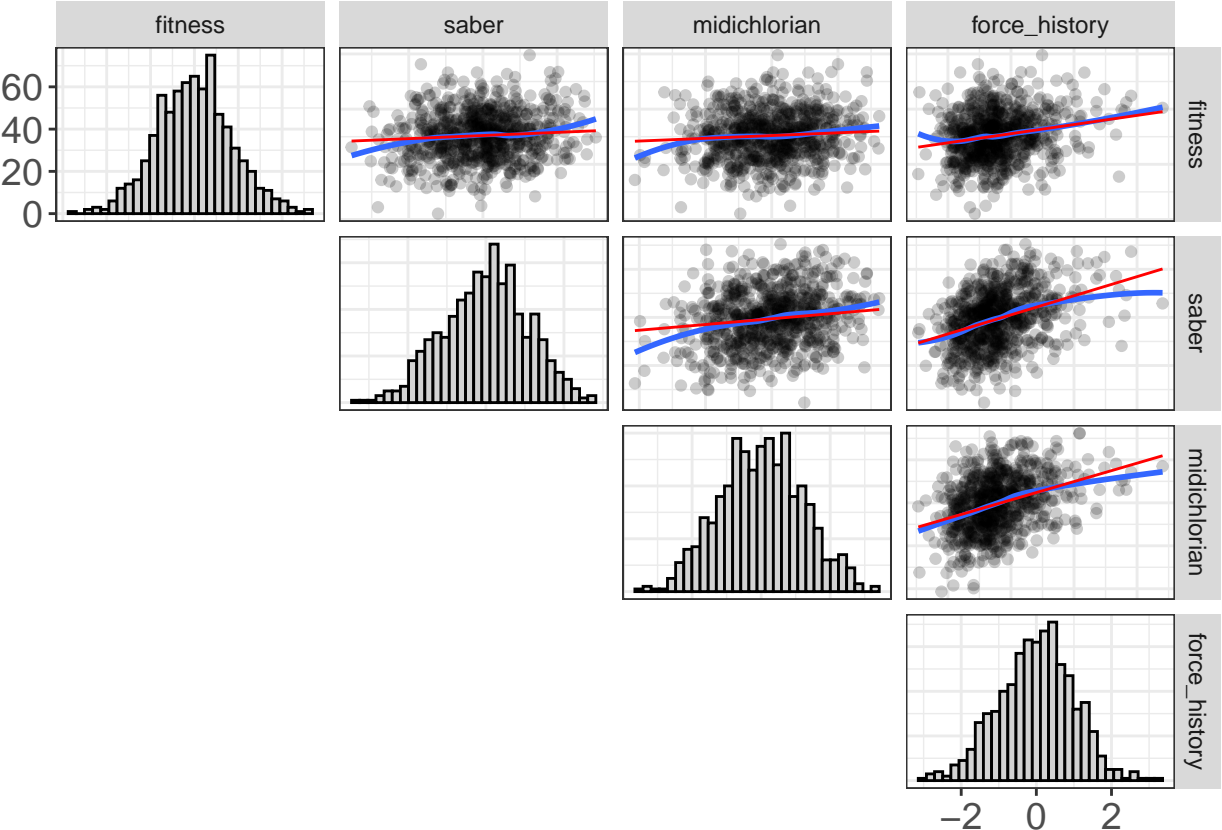 fitness saber midichlorian force_history
60
40
20
0
fitness
saber
midichlorian
force_history
−2 0 2